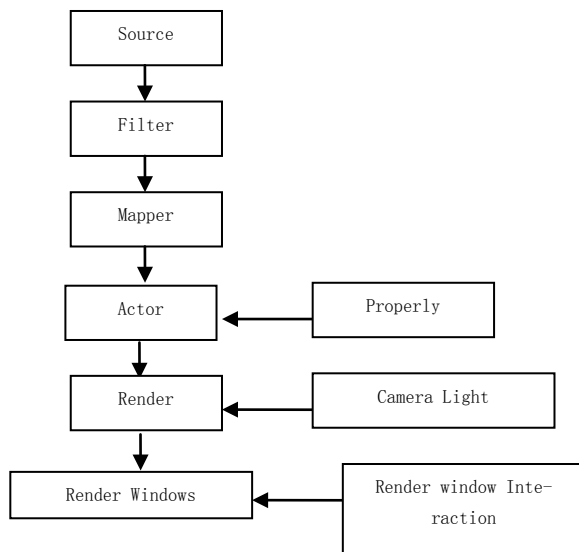 Source
Filter
Mapper
Actor
Properly
Render
Camera Light
Render Windows
Render window Inte-
raction